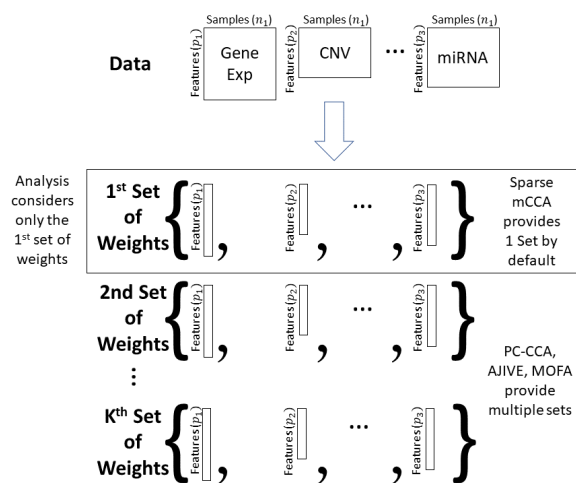 Samples (n₁)
Samples (n₁)
Samples (n₁)
Data
Features(p₁)
Gene
Exp
Features(p₂)
CNV
...
Features(p₃)
miRNA
Analysis
considers
only the
1st set of
weights
1st Set
of
Weights
{
Features(p₁)
,
Features(p₂)
,
...
,
Features(p₃)
}
Sparse
mCCA
provides
1 Set by
default
2nd Set
of
Weights
{
Features(p₁)
,
Features(p₂)
,
...
,
Features(p₃)
}
⋮
PC-CCA,
AJIVE, MOFA
provide
multiple sets
Kth Set
of
Weights
{
Features(p₁)
,
Features(p₂)
,
...
,
Features(p₃)
}